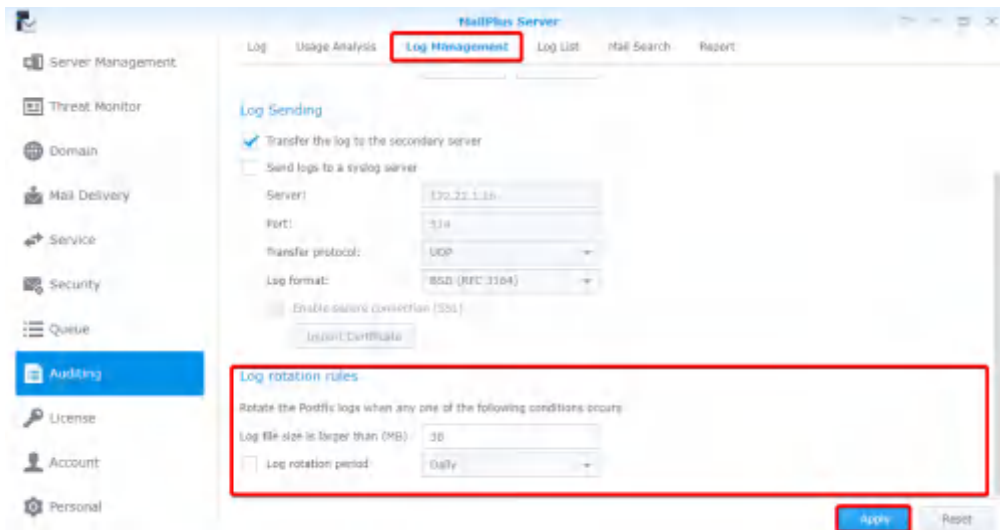 MailPlus Server
Log Usage Analysis Log Management Log List Mail Search Report
Server Management
Threat Monitor
Domain
Mail Delivery
Service
Security
Queue
Auditing
License
Account
Personal
Log Sending
Transfer the log to the secondary server
Send logs to a syslog server
Server:
Port: 514
Transfer protocol: UDP
Log format: BSD (RFC 3164)
Enable secure connection (SSL)
Import Certificate
Log rotation rules
Rotate the Postfix logs when any one of the following conditions occurs
Log file size is larger than (MB)
Log rotation period Daily
Apply Reset